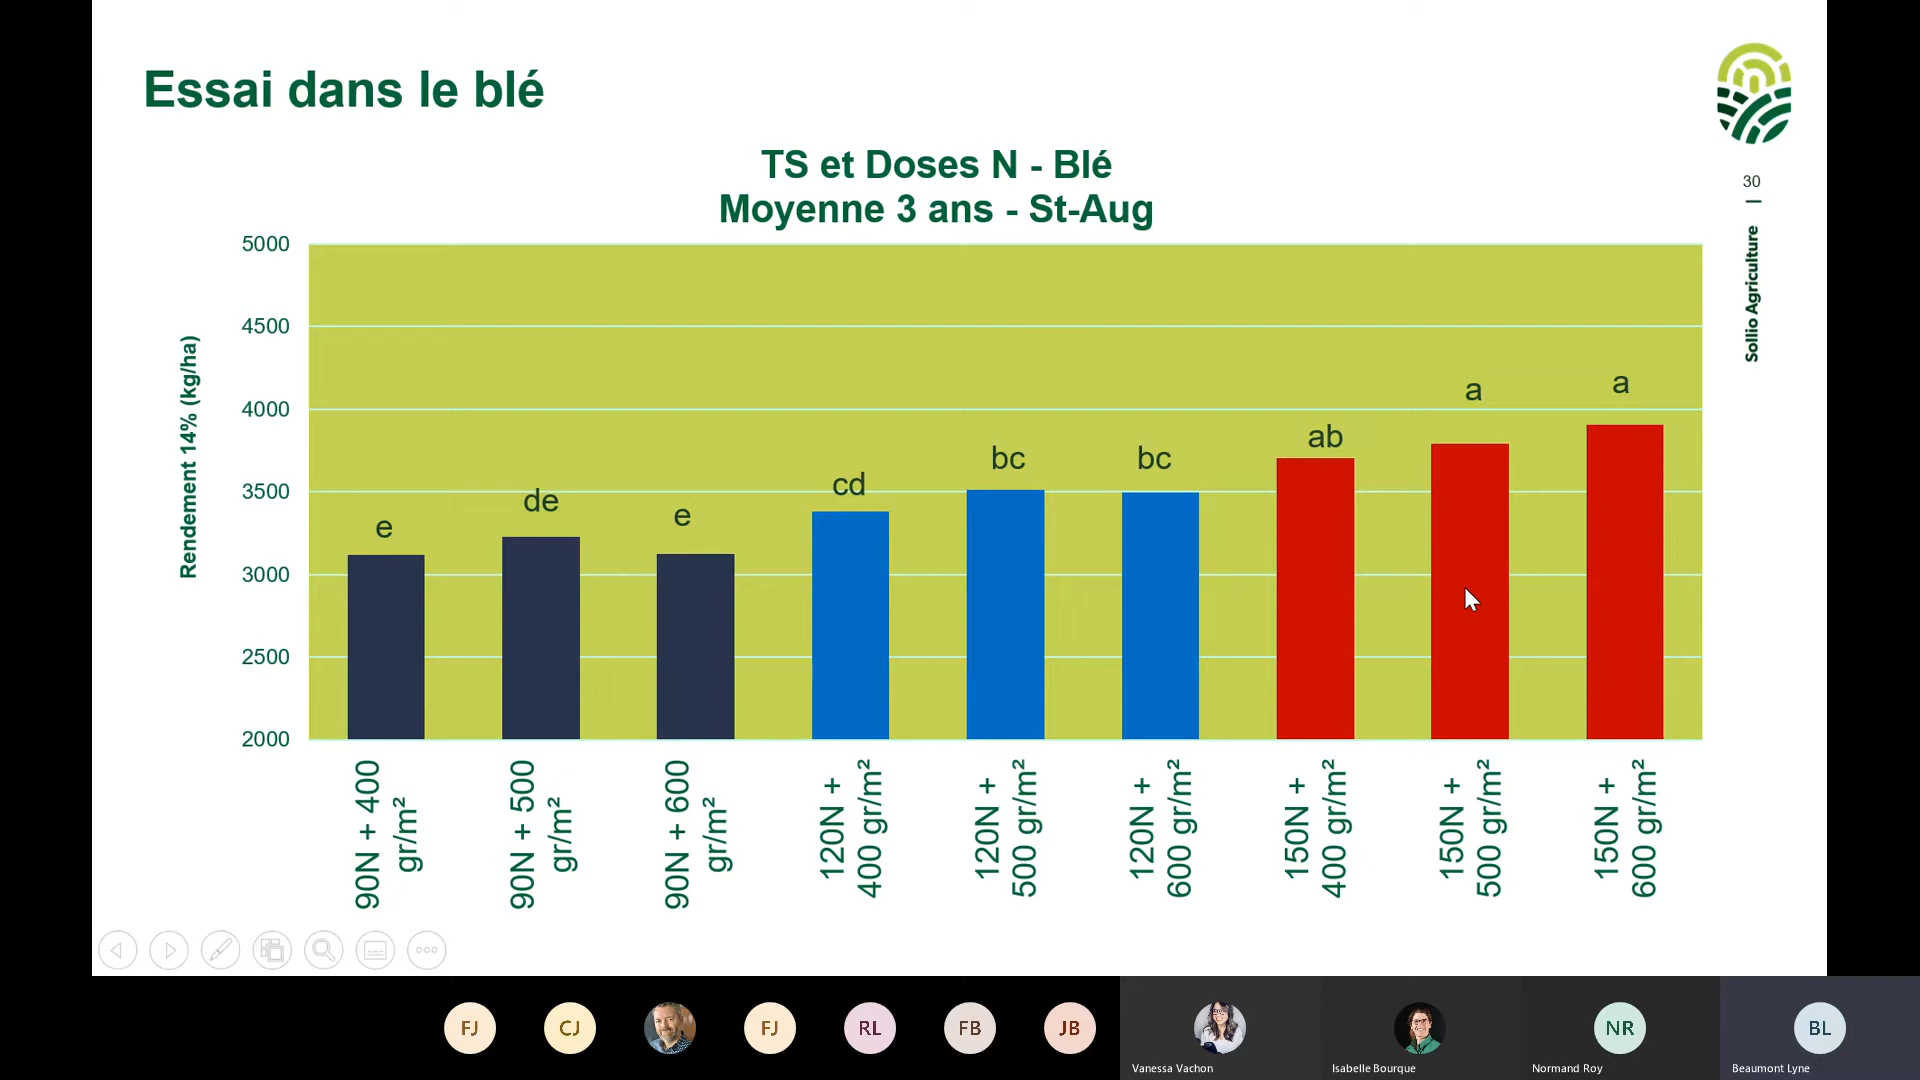 Essai dans le blé
TS et Doses N - Blé
Moyenne 3 ans - St-Aug
30
Sollio Agriculture
Rendement 14% (kg/ha)
5000
4500
4000
3500
3000
2500
2000
e
de
e
cd
bc
bc
ab
a
a
90N + 400
gr/m²
90N + 500
gr/m²
90N + 600
gr/m²
120N +
400 gr/m²
120N +
500 gr/m²
120N +
600 gr/m²
150N +
400 gr/m²
150N +
500 gr/m²
150N +
600 gr/m²
FJ
CJ
FJ
RL
FB
JB
NR
BL
Vanessa Vachon
Isabelle Bourque
Normand Roy
Beaumont Lyne